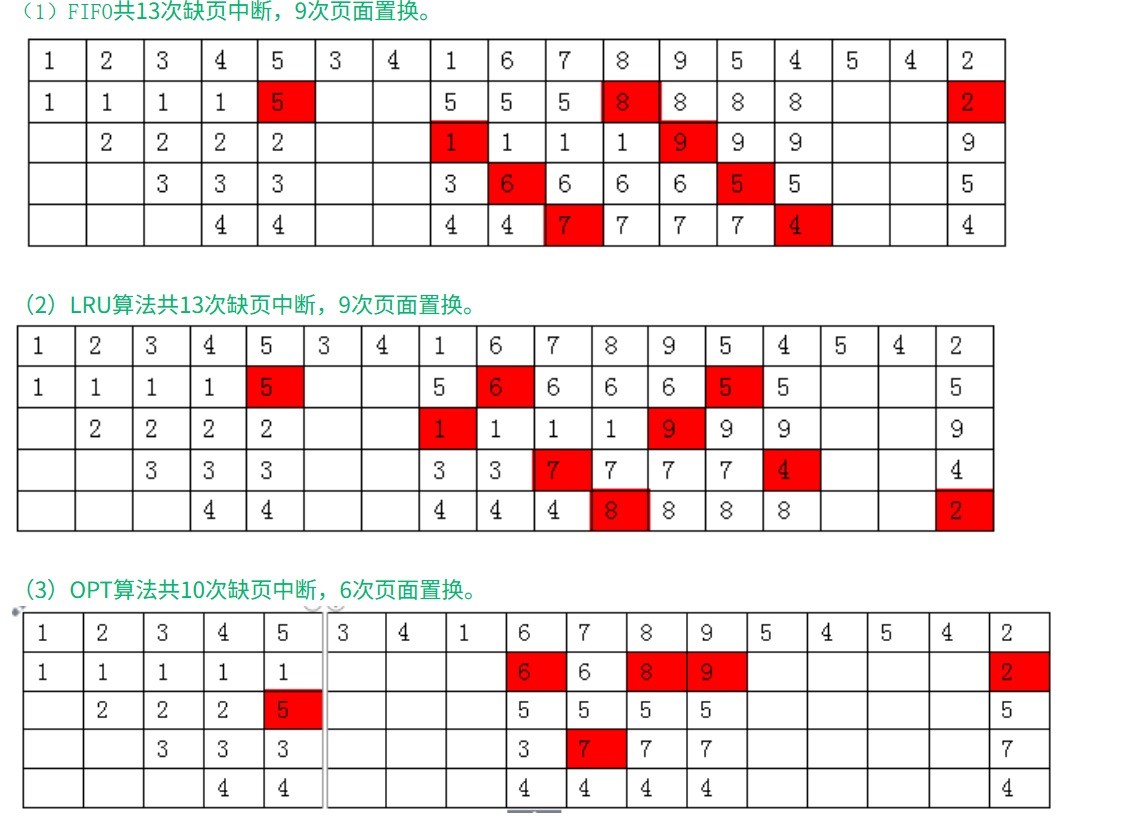 （1）FIFO共13次缺页中断，9次页面置换。
1 2 3 4 5 3 4 1 6 7 8 9 5 4 5 4 2
1 1 1 1 5 5 5 5 8 8 8 8 2
2 2 2 2 1 1 1 1 9 9 9 9
3 3 3 3 6 6 6 6 5 5 5
4 4 4 4 7 7 7 7 4 4
（2）LRU算法共13次缺页中断，9次页面置换。
1 2 3 4 5 3 4 1 6 7 8 9 5 4 5 4 2
1 1 1 1 5 5 6 6 6 6 5 5 5
2 2 2 2 1 1 1 1 9 9 9 9
3 3 3 3 3 7 7 7 7 4 4
4 4 4 4 4 8 8 8 8 2
（3）OPT算法共10次缺页中断，6次页面置换。
1 2 3 4 5 3 4 1 6 7 8 9 5 4 5 4 2
1 1 1 1 1 6 6 8 9 2
2 2 2 5 5 5 5 5 5
3 3 3 3 7 7 7 7
4 4 4 4 4 4 4